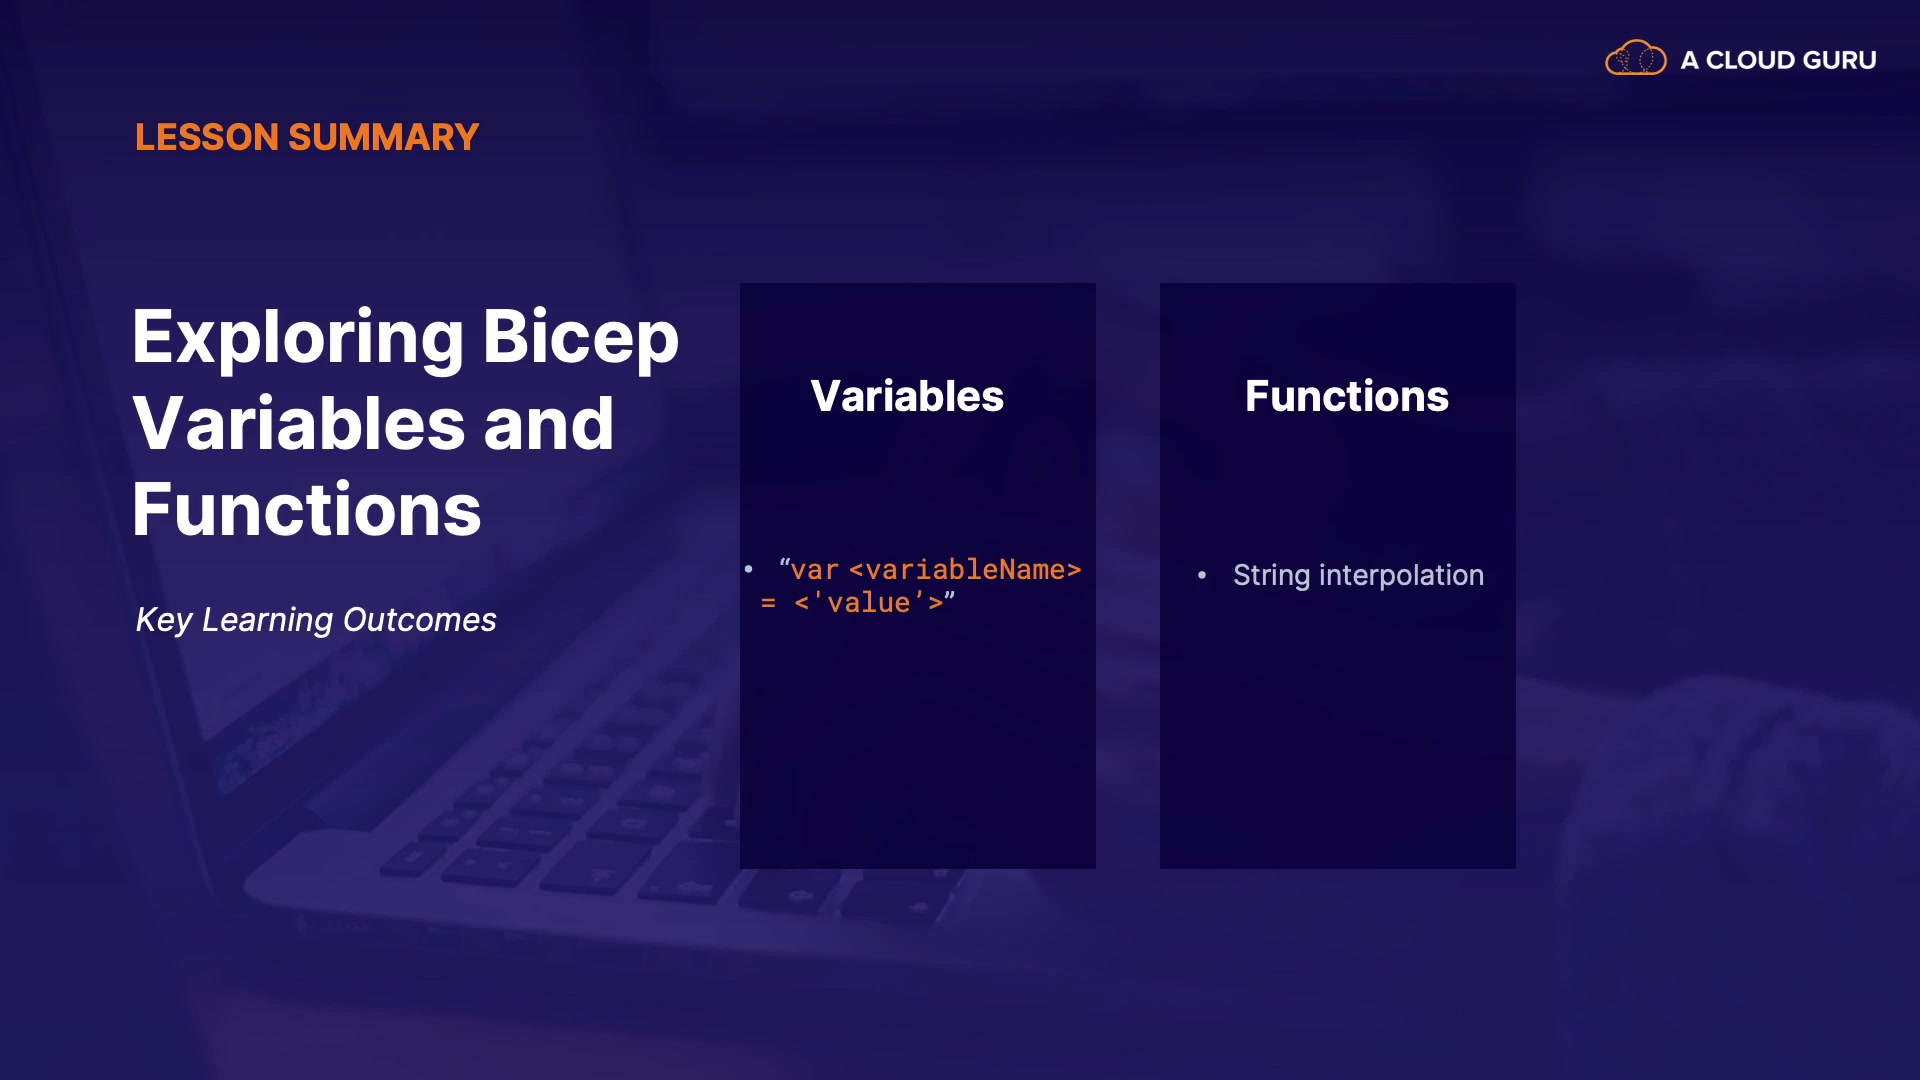 A CLOUD GURU
LESSON SUMMARY
Exploring Bicep
Variables and
Functions
Key Learning Outcomes
Variables
• “var <variableName>
= <'value’>”
Functions
• String interpolation